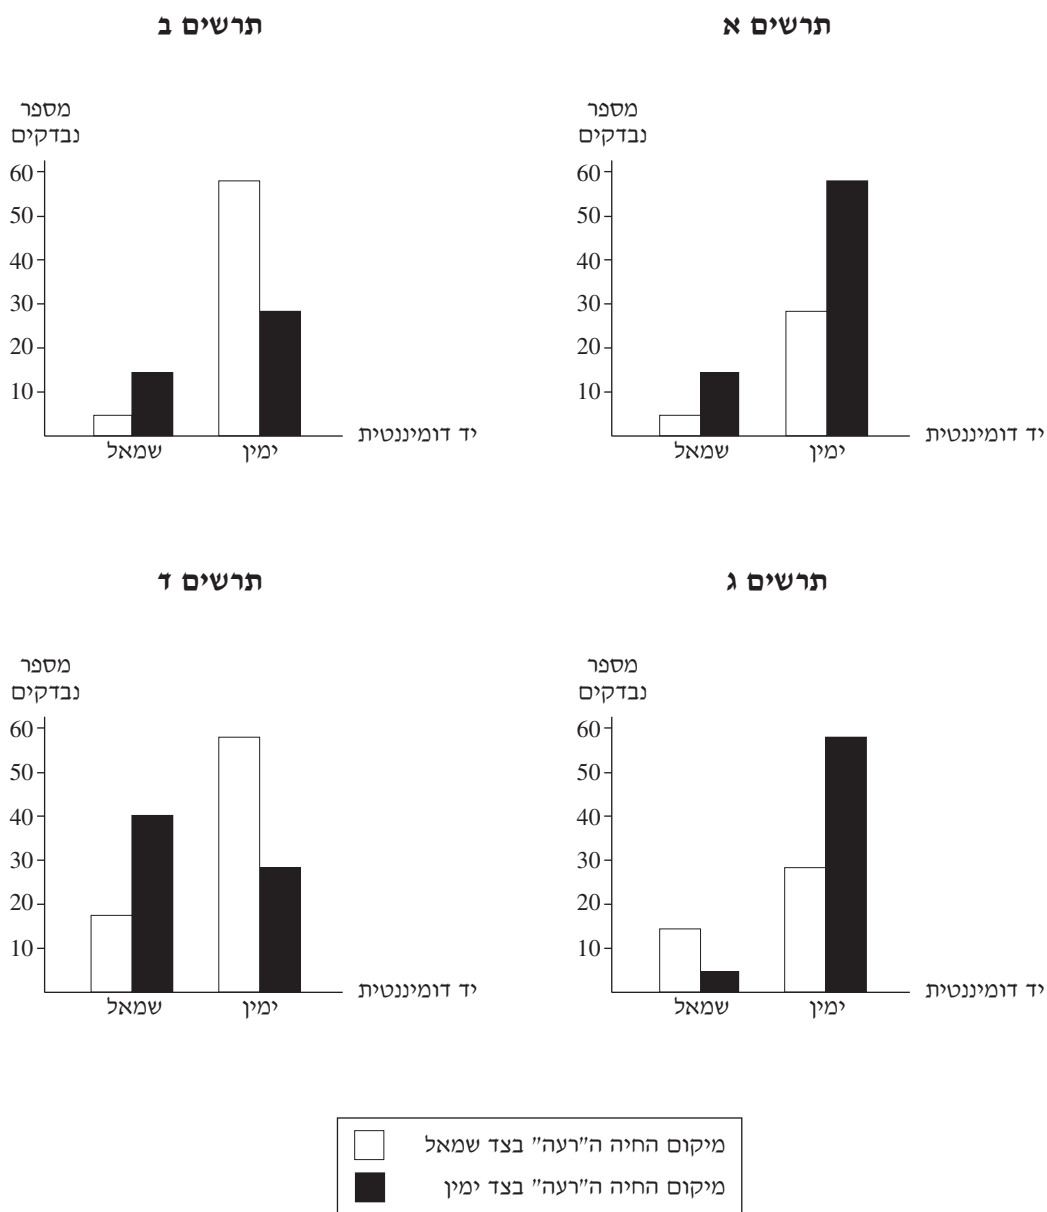 תרשים א
מספר
נבדקים
60
50
40
30
20
10
יד דומיננטית
ימין
שמאל
תרשים ב
מספר
נבדקים
60
50
40
30
20
10
יד דומיננטית
ימין
שמאל
תרשים ג
מספר
נבדקים
60
50
40
30
20
10
יד דומיננטית
ימין
שמאל
תרשים ד
מספר
נבדקים
60
50
40
30
20
10
יד דומיננטית
ימין
שמאל
מיקום החיה ה"רעה" בצד שמאל
מיקום החיה ה"רעה" בצד ימין